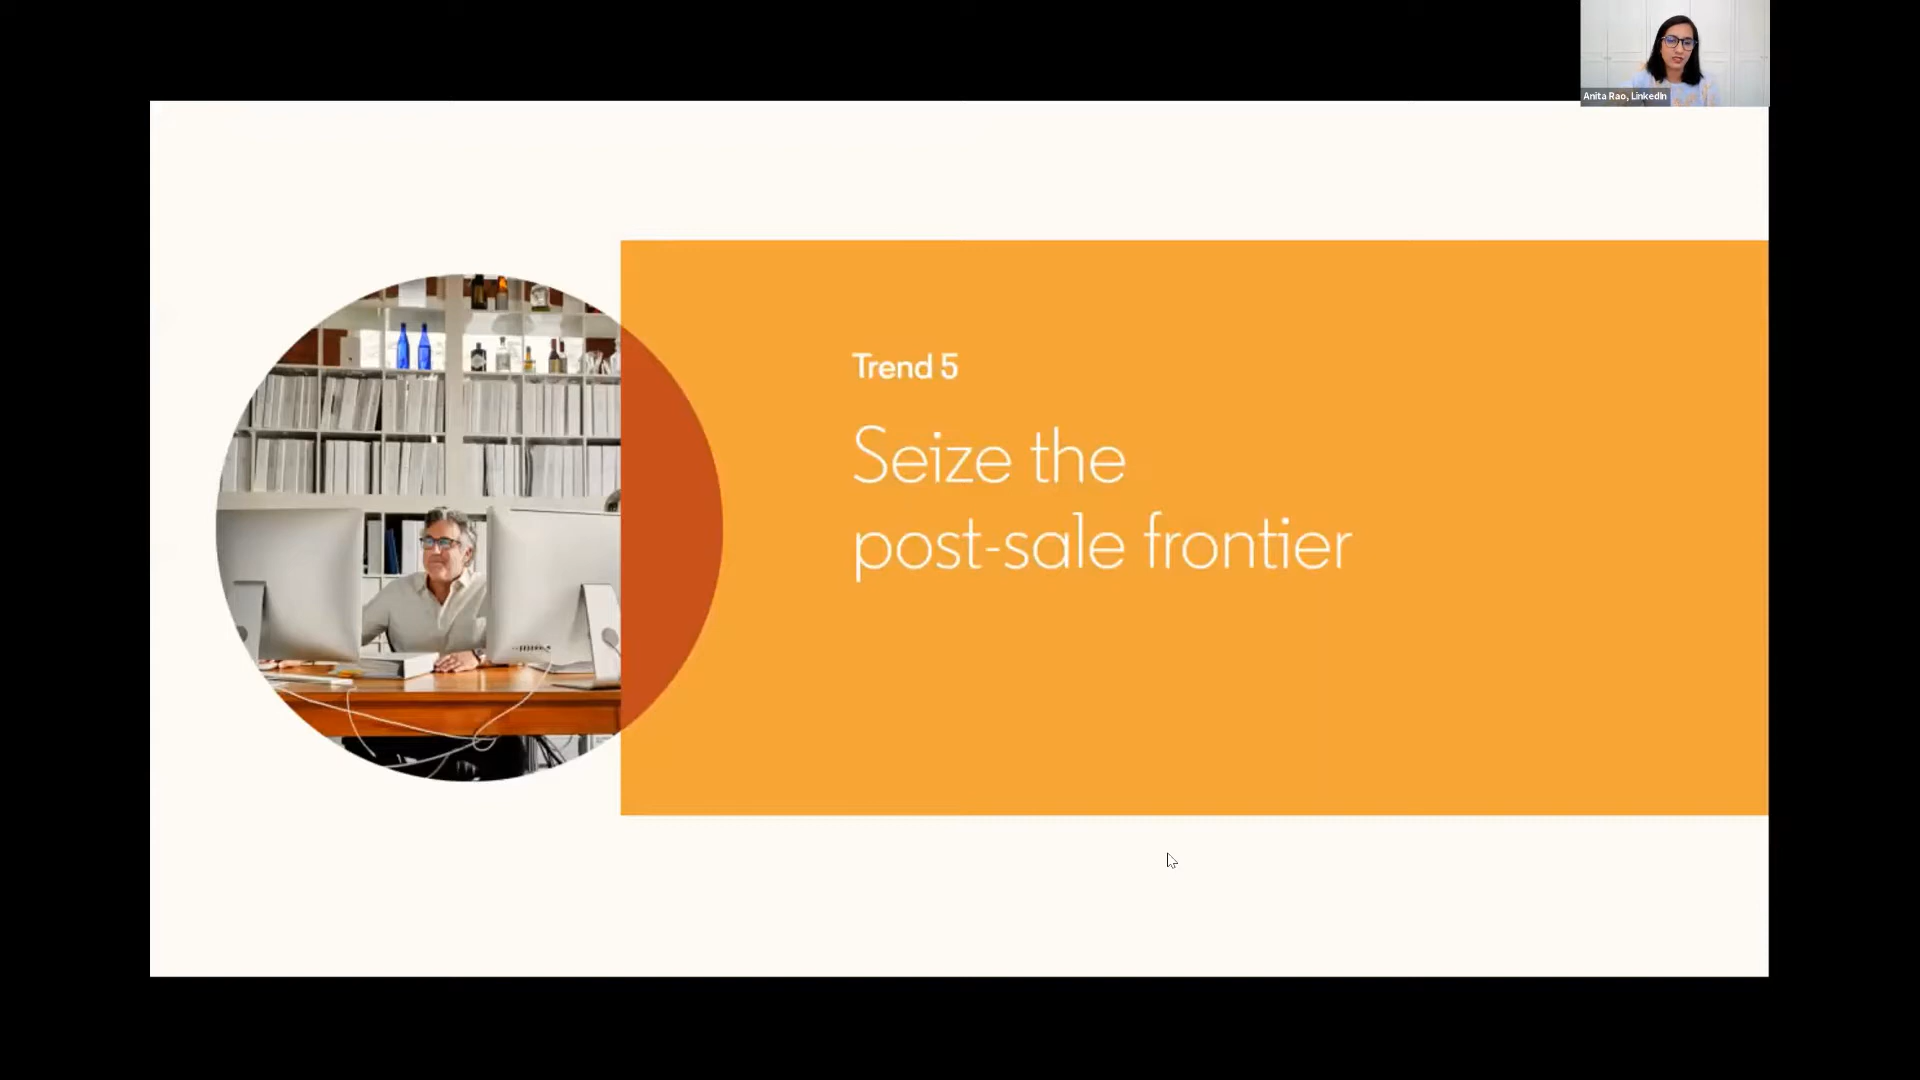 Anita Rao, LinkedIn
Trend 5
Seize the
post-sale frontier